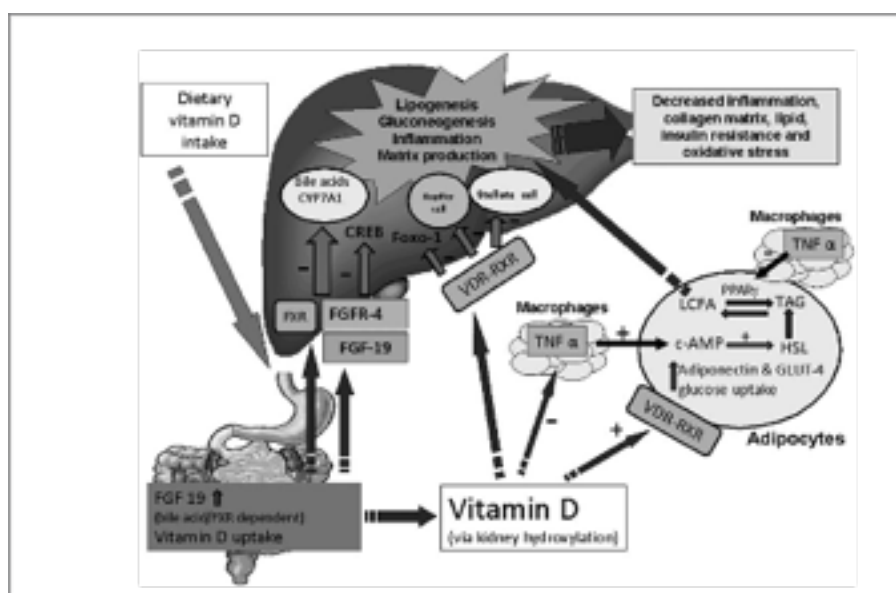 Dietary
vitamin D
intake
Lipogenesis
Gluconeogenesis
Inflammation
Matrix production
Decreased inflammation,
collagen matrix, lipid,
insulin resistance and
oxidative stress
bile acids
CYP7A1
Kupffer
cell
Stellate cell
CREB
Foxo-1
-
-
-
-
-
VDR-RXR
FXR
FGFR-4
FGF-19
Macrophages
TNF α
+
-
+
Macrophages
TNF α
-
PPARγ
LCFA
TAG
c-AMP
+
HSL
Adiponectin & GLUT-4
glucose uptake
VDR-RXR
Adipocytes
FGF 19
(bile acid/FXR dependent)
Vitamin D uptake
Vitamin D
(via kidney hydroxylation)